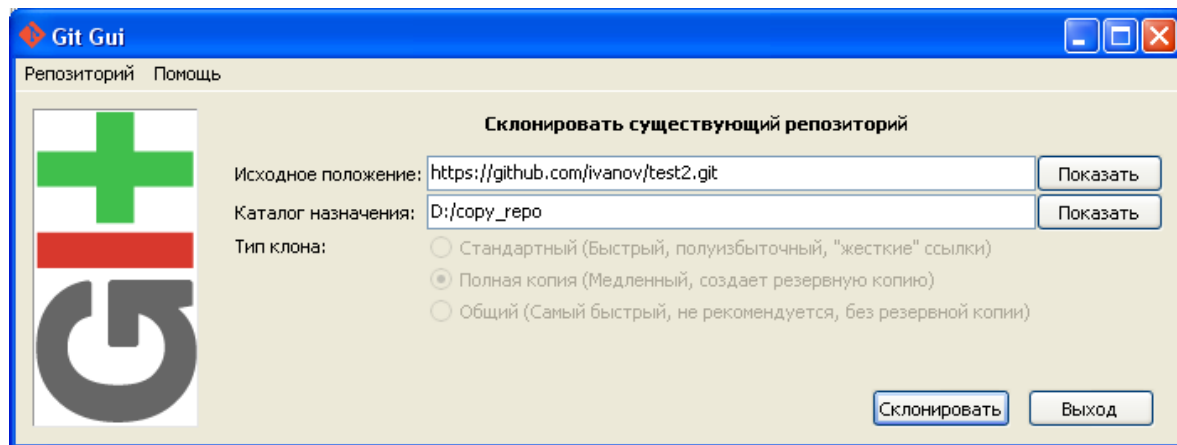 Git Gui
Репозиторий Помощь
Склонировать существующий репозиторий
Исходное положение: https://github.com/ivanov/test2.git Показать
Каталог назначения: D:/copy_repo Показать
Тип клона: Стандартный (Быстрый, полуизбыточный, "жесткие" ссылки)
Полная копия (Медленный, создает резервную копию)
Общий (Самый быстрый, не рекомендуется, без резервной копии)
Склонировать Выход
GIT